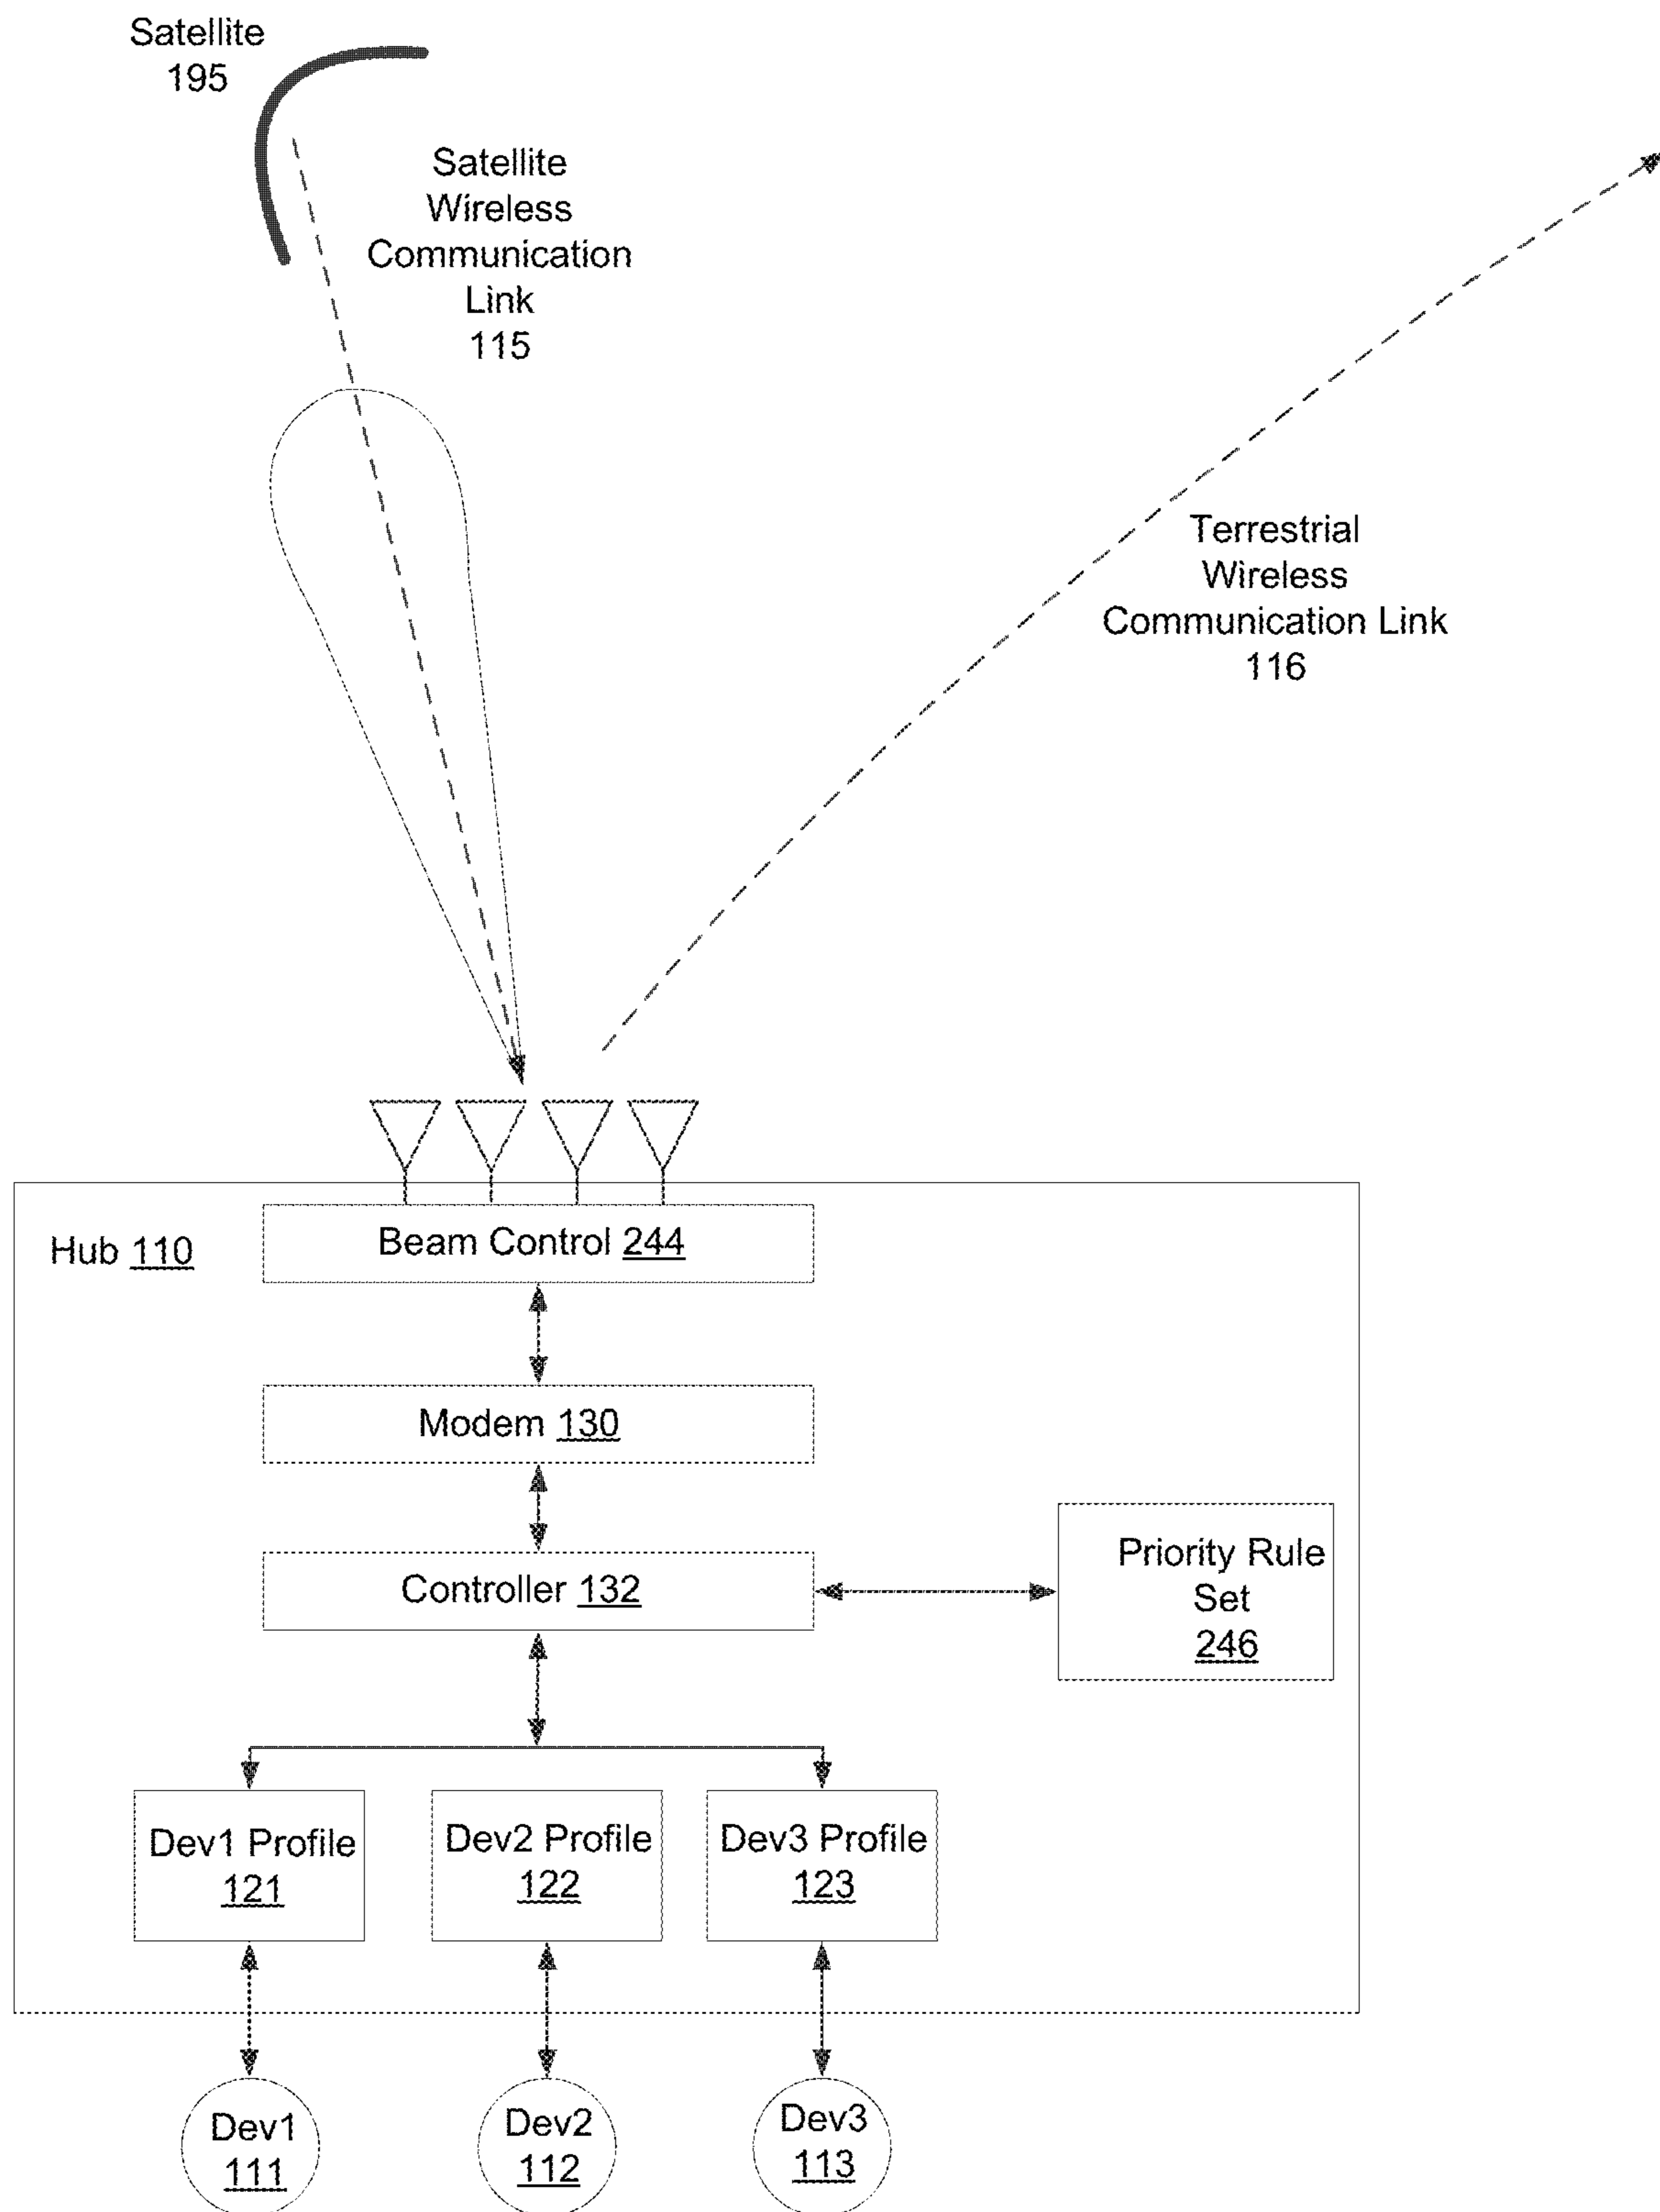 Satellite
195
Satellite
Wireless
Communication
Link
115
Terrestrial
Wireless
Communication Link
116
Hub 110
Beam Control 244
Modem 130
Controller 132
Priority Rule
Set
246
Dev1 Profile
121
Dev2 Profile
122
Dev3 Profile
123
Dev1
111
Dev2
112
Dev3
113